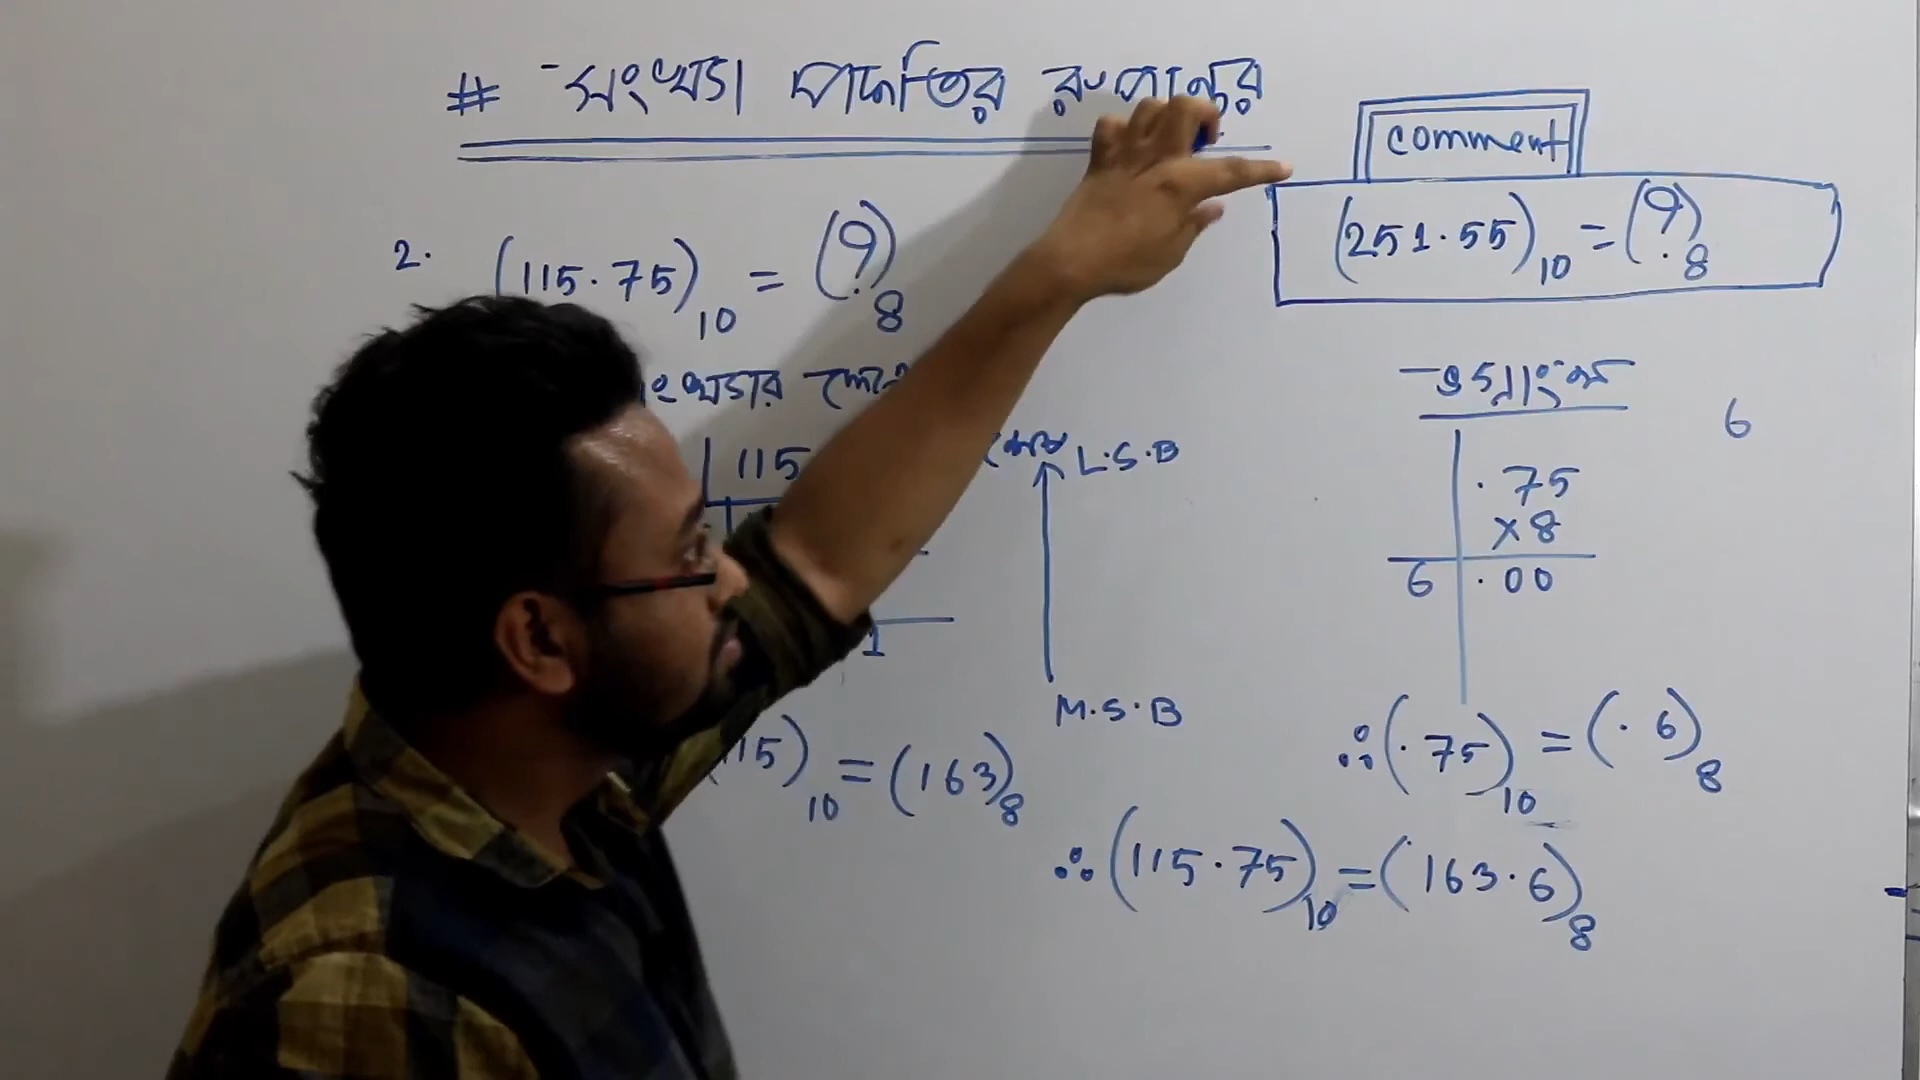 # সংখ্যা পদ্ধতির রূপান্তর
comment
(251.55)10 = (?)8
2. (115.75)10 = (?)8
ভগ্নাংশ
6
115
L.S.B
.75
×8
6 .00
1
M.S.B
15)10 = (163)8
∴ (.75)10 = (.6)8
∴ (115.75)10 = (163.6)8